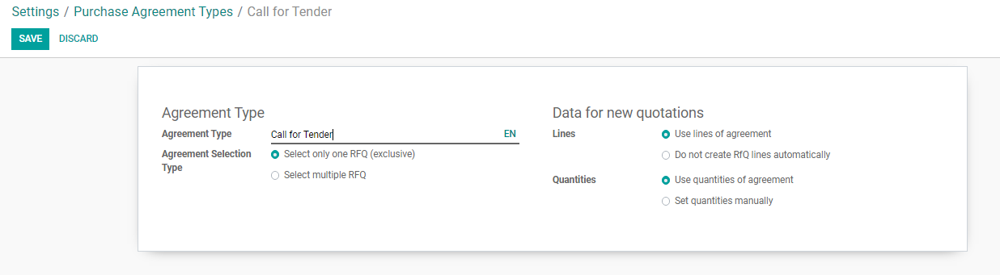 Settings / Purchase Agreement Types / Call for Tender
SAVE DISCARD
Agreement Type
Agreement Type Call for Tender EN
Agreement Selection Type Select only one RFQ (exclusive)
Select multiple RFQ
Data for new quotations
Lines Use lines of agreement
Do not create RfQ lines automatically
Quantities Use quantities of agreement
Set quantities manually